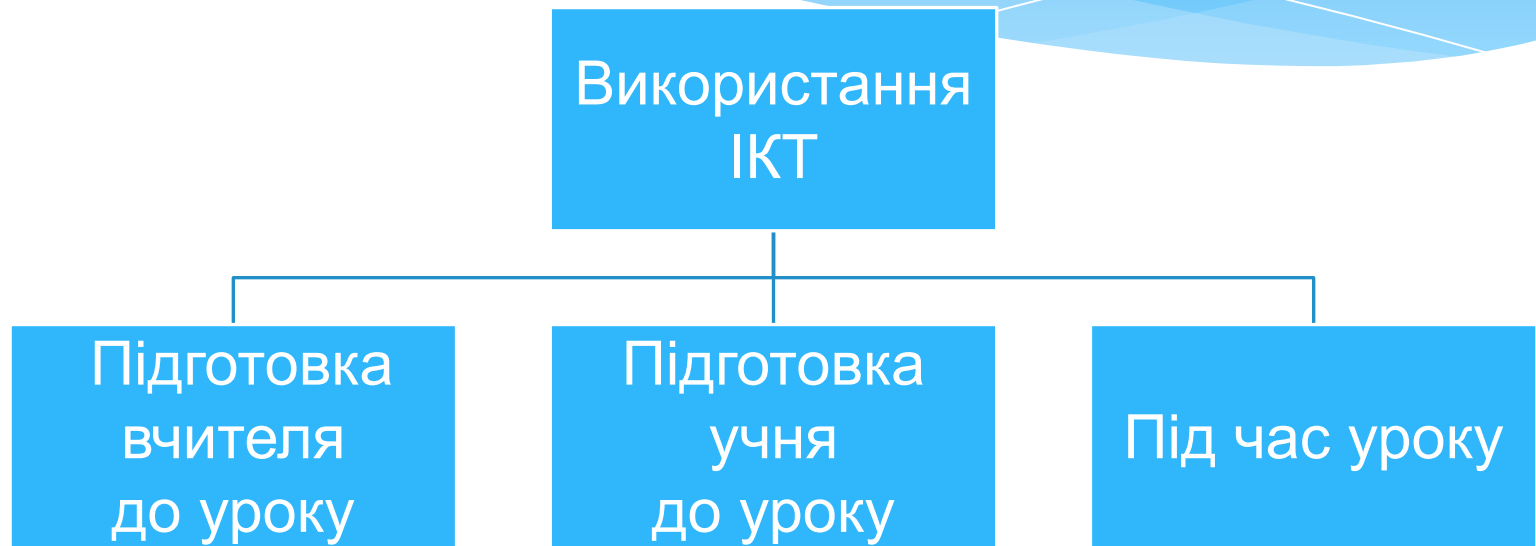 Використання
ІКТ
Підготовка
вчителя
до уроку
Підготовка
учня
до уроку
Під час уроку